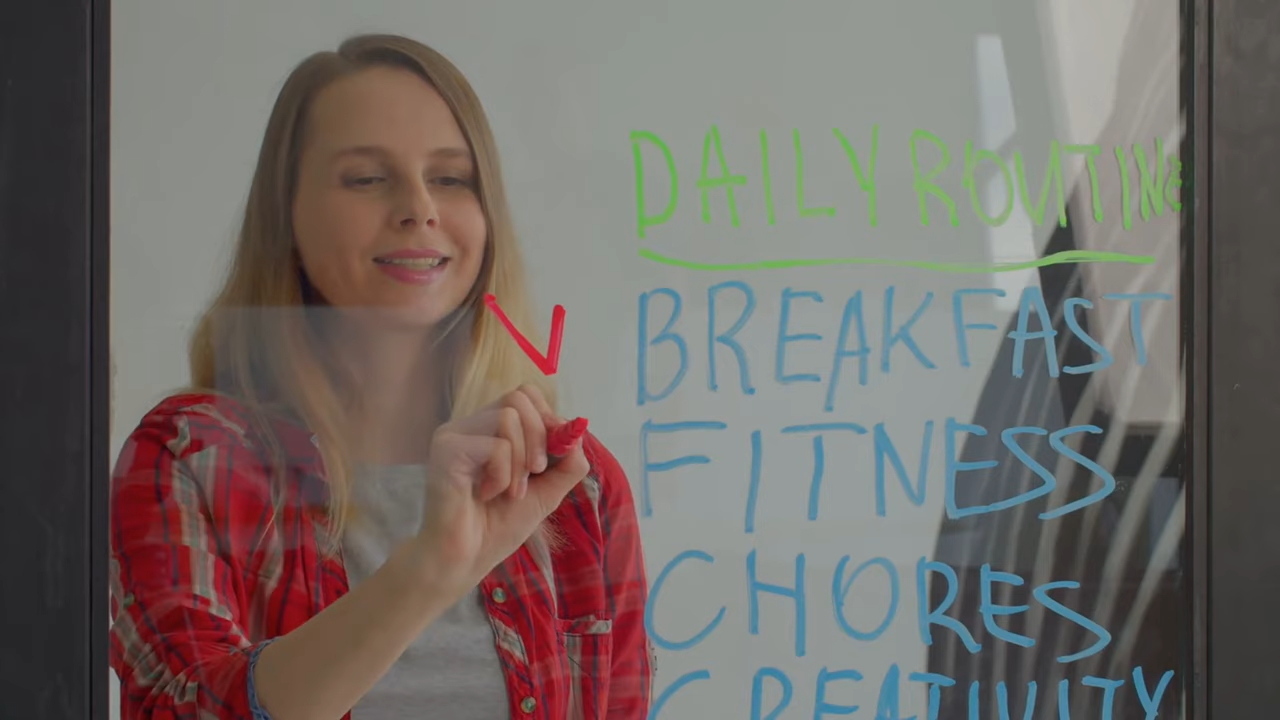 DAILY ROUTINE
BREAKFAST
FITNESS
CHORES
CREATIVITY